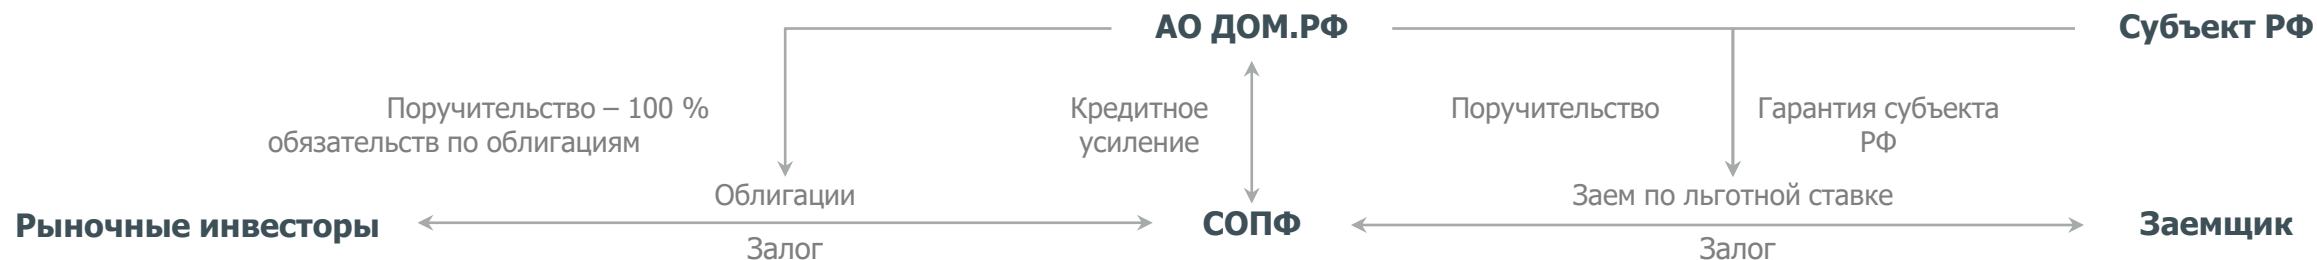 АО ДОМ.РФ
Субъект РФ
Поручительство – 100 %
обязательств по облигациям
Кредитное
усиление
Поручительство
Гарантия субъекта
РФ
Облигации
Заем по льготной ставке
Рыночные инвесторы
СОПФ
Заемщик
Залог
Залог